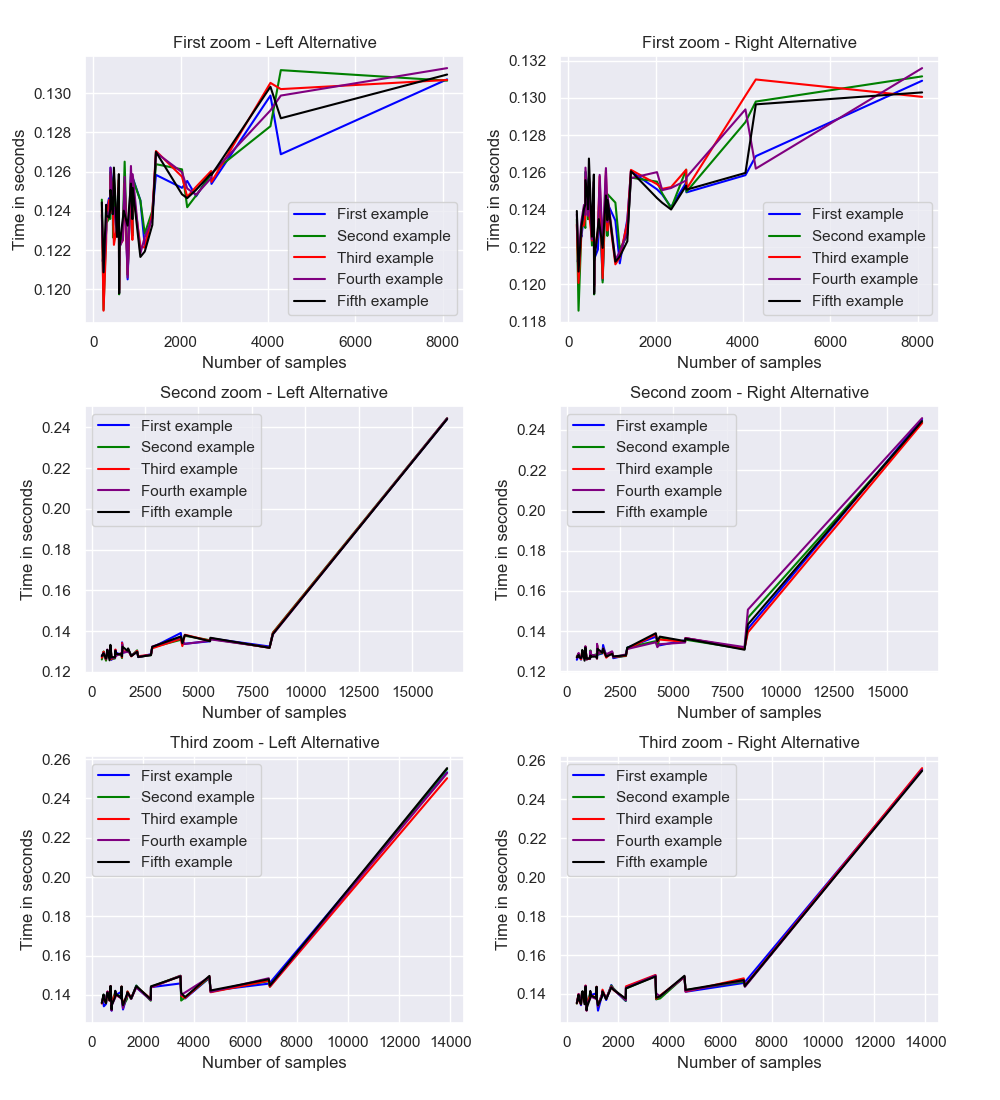 First zoom - Left Alternative
Time in seconds
0.130
0.128
0.126
0.124
0.122
0.120
First example
Second example
Third example
Fourth example
Fifth example
0 2000 4000 6000 8000
Number of samples
First zoom - Right Alternative
Time in seconds
0.132
0.130
0.128
0.126
0.124
0.122
0.120
0.118
First example
Second example
Third example
Fourth example
Fifth example
0 2000 4000 6000 8000
Number of samples
Second zoom - Left Alternative
Time in seconds
0.24
0.22
0.20
0.18
0.16
0.14
0.12
First example
Second example
Third example
Fourth example
Fifth example
0 2500 5000 7500 10000 12500 15000
Number of samples
Second zoom - Right Alternative
Time in seconds
0.24
0.22
0.20
0.18
0.16
0.14
0.12
First example
Second example
Third example
Fourth example
Fifth example
0 2500 5000 7500 10000 12500 15000
Number of samples
Third zoom - Left Alternative
Time in seconds
0.26
0.24
0.22
0.20
0.18
0.16
0.14
First example
Second example
Third example
Fourth example
Fifth example
0 2000 4000 6000 8000 10000 12000 14000
Number of samples
Third zoom - Right Alternative
Time in seconds
0.26
0.24
0.22
0.20
0.18
0.16
0.14
First example
Second example
Third example
Fourth example
Fifth example
0 2000 4000 6000 8000 10000 12000 14000
Number of samples